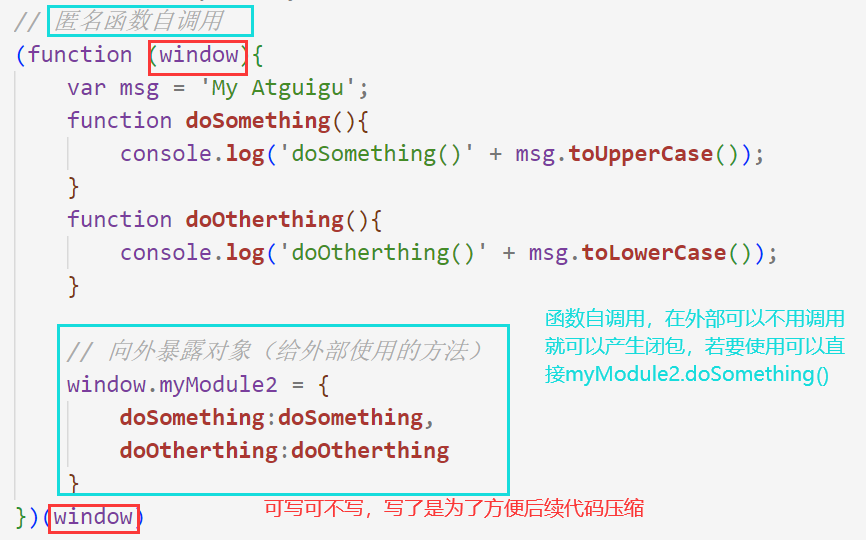 // 匿名函数自调用
(function (window){
var msg = 'My Atguigu';
function doSomething(){
console.log('doSomething()' + msg.toUpperCase());
}
function doOtherthing(){
console.log('doOtherthing()' + msg.toLowerCase());
}
// 向外暴露对象（给外部使用的方法）
window.myModule2 = {
doSomething:doSomething,
doOtherthing:doOtherthing
}
})(window)
函数自调用，在外部可以不用调用
就可以产生闭包，若要使用可以直
接myModule2.doSomething()
可写可不写，写了是为了方便后续代码压缩